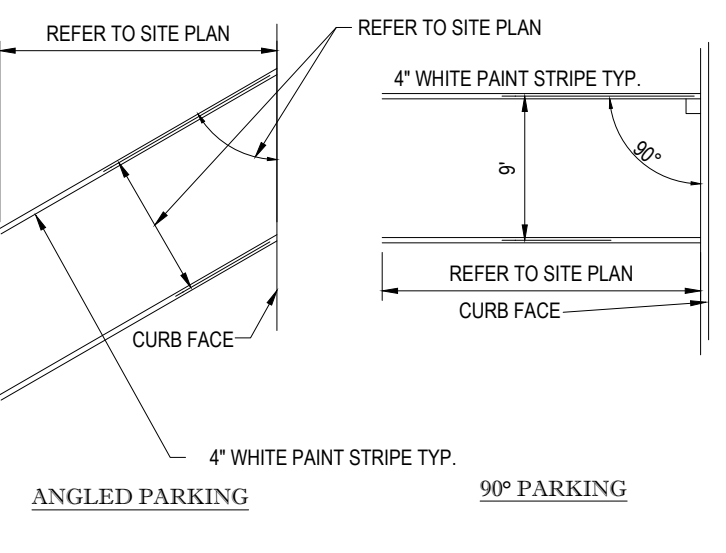 REFER TO SITE PLAN
REFER TO SITE PLAN
4" WHITE PAINT STRIPE TYP.
90°
9'
REFER TO SITE PLAN
CURB FACE
CURB FACE
4" WHITE PAINT STRIPE TYP.
ANGLED PARKING
90° PARKING